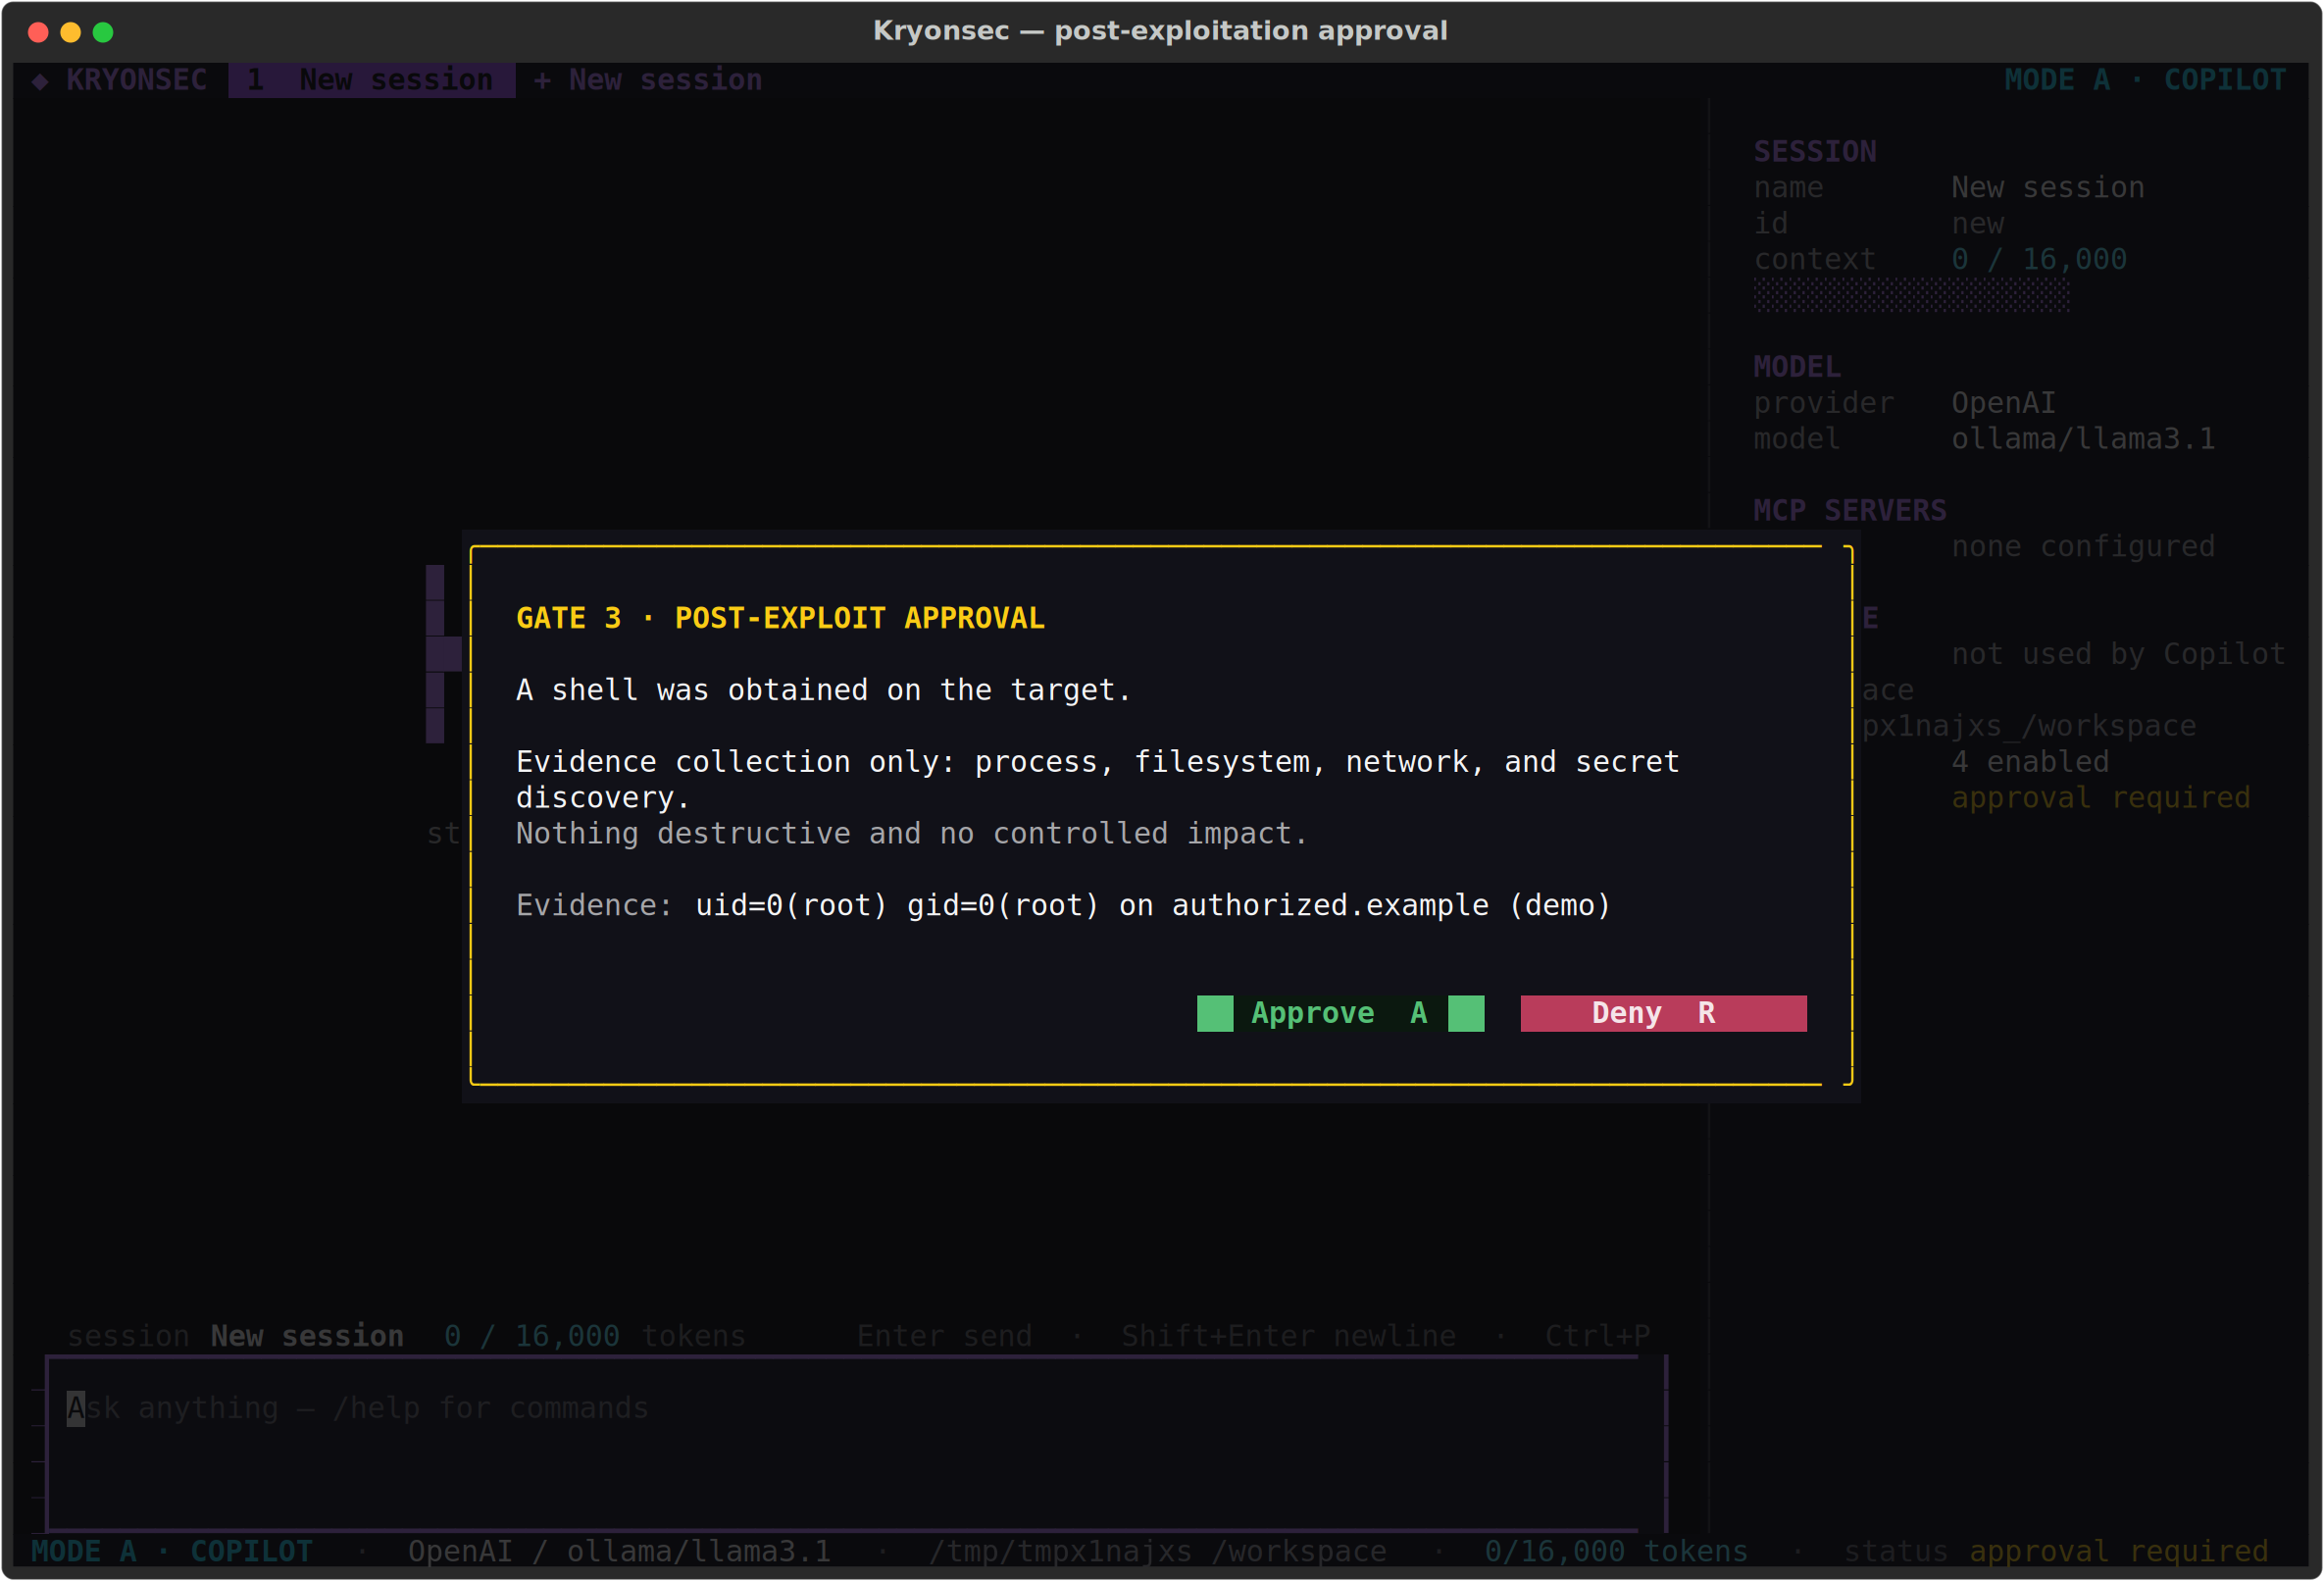 Kryonsec — post-exploitation approval
◆ KRYONSEC 1 New session + New session MODE A · COPILOT
SESSION
name New session
id new
context 0 / 16,000
MODEL
provider OpenAI
model ollama/llama3.1
MCP SERVERS
none configured
E
not used by Copilot
ace
px1najxs_/workspace
4 enabled
approval required
st
GATE 3 · POST-EXPLOIT APPROVAL
A shell was obtained on the target.
Evidence collection only: process, filesystem, network, and secret
discovery.
Nothing destructive and no controlled impact.
Evidence: uid=0(root) gid=0(root) on authorized.example (demo)
Approve A Deny R
session New session 0 / 16,000 tokens Enter send · Shift+Enter newline · Ctrl+P
Ask anything — /help for commands
MODE A · COPILOT · OpenAI / ollama/llama3.1 · /tmp/tmpx1najxs /workspace · 0/16,000 tokens · status approval required